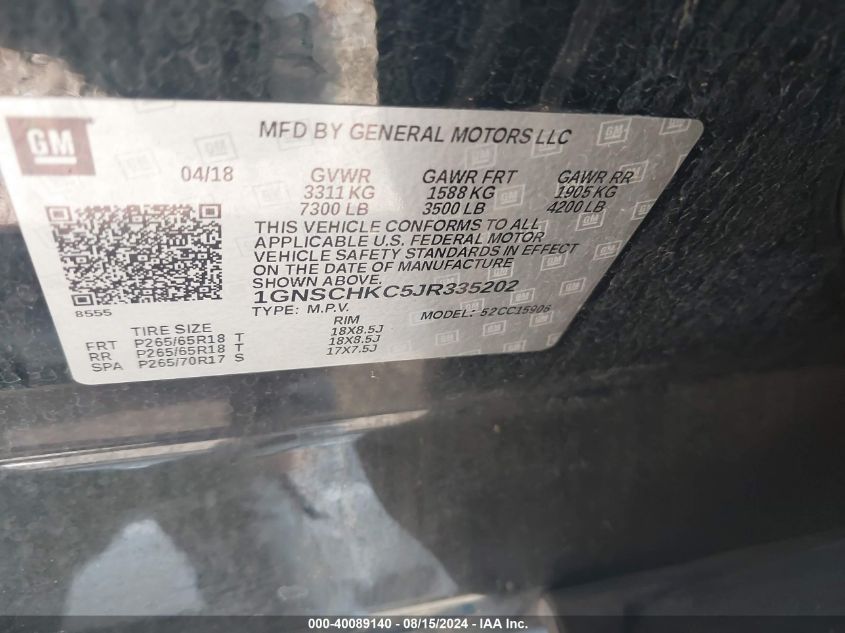 GM
MFD BY GENERAL MOTORS LLC
04/18 GVWR GAWR FRT GAWR RR
3311 KG 1588 KG 1905 KG
7300 LB 3500 LB 4200 LB
THIS VEHICLE CONFORMS TO ALL
APPLICABLE U.S. FEDERAL MOTOR
VEHICLE SAFETY STANDARDS IN EFFECT
ON THE DATE OF MANUFACTURE
SHOWN ABOVE.
1GNSCHKC5JR335202
8555
TYPE: M.P.V. MODEL: 52CC15906
TIRE SIZE RIM
FRT P265/65R18 T 18X8.5J
RR P265/65R18 T 18X8.5J
SPA P265/70R17 S 17X7.5J
000-40089140 - 08/15/2024 - IAA Inc.